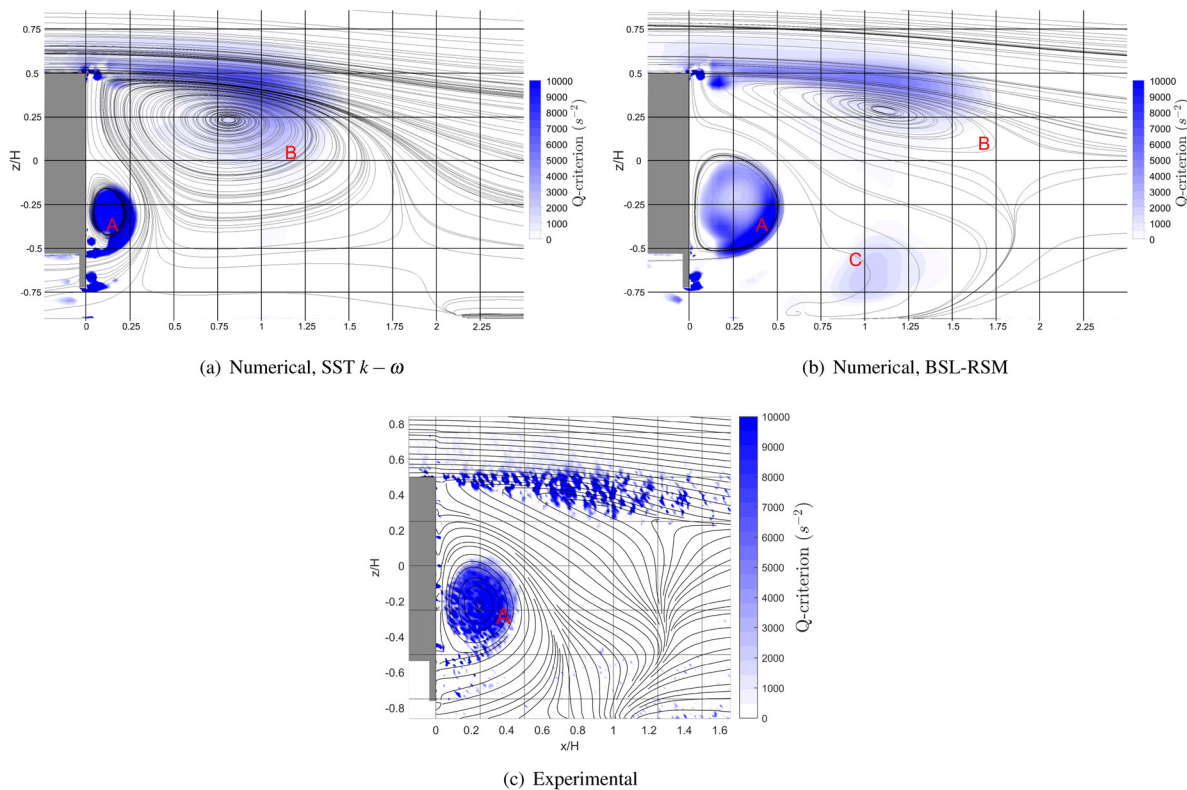 0.75
0.5
0.25
0
-0.25
-0.5
-0.75
z/H
A
B
0 0.25 0.5 0.75 1 1.25 1.5 1.75 2 2.25
10000
9000
8000
7000
6000
5000
4000
3000
2000
1000
0
Q-criterion (s⁻²)
(a) Numerical, SST k − ω
0.75
0.5
0.25
0
-0.25
-0.5
-0.75
z/H
A
B
C
0 0.25 0.5 0.75 1 1.25 1.5 1.75 2 2.25
10000
9000
8000
7000
6000
5000
4000
3000
2000
1000
0
Q-criterion (s⁻²)
(b) Numerical, BSL-RSM
0.8
0.6
0.4
0.2
0
-0.2
-0.4
-0.6
-0.8
z/H
A
0 0.2 0.4 0.6 0.8 1 1.2 1.4 1.6
x/H
10000
9000
8000
7000
6000
5000
4000
3000
2000
1000
0
Q-criterion (s⁻²)
(c) Experimental